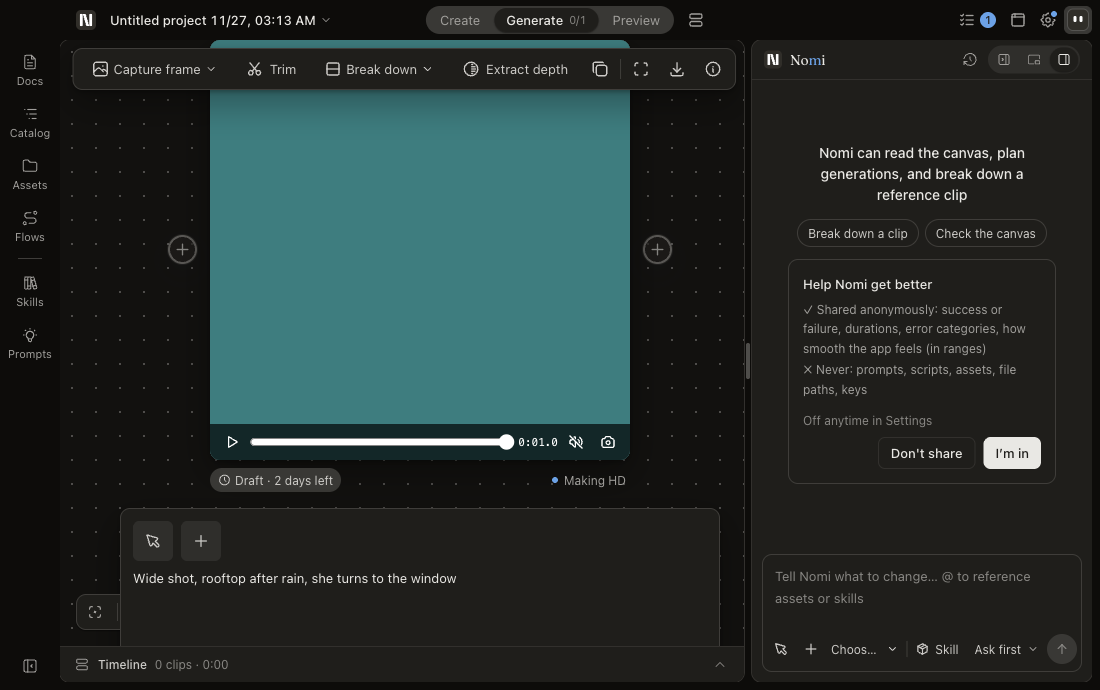 Untitled project 11/27, 03:13 AM
Create
Generate 0/1
Preview
1
Docs
Catalog
Assets
Flows
Skills
Prompts
Capture frame
Trim
Break down
Extract depth
0:01.0
Draft · 2 days left
Making HD
Wide shot, rooftop after rain, she turns to the window
Timeline 0 clips · 0:00
N Nomi
Nomi can read the canvas, plan
generations, and break down a
reference clip
Break down a clip
Check the canvas
Help Nomi get better
✓ Shared anonymously: success or
failure, durations, error categories, how
smooth the app feels (in ranges)
✕ Never: prompts, scripts, assets, file
paths, keys
Off anytime in Settings
Don't share
I'm in
Tell Nomi what to change… @ to reference
assets or skills
Choos…
Skill
Ask first